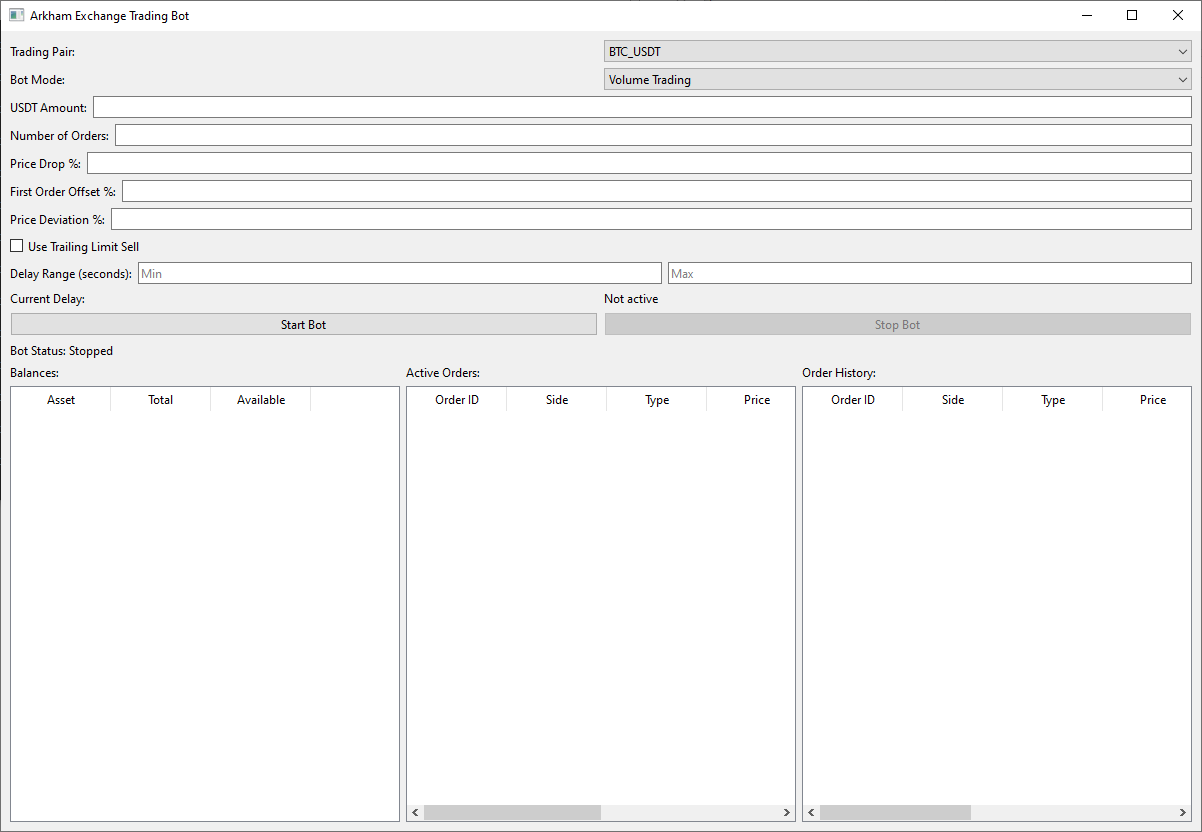 Arkham Exchange Trading Bot
Trading Pair: BTC_USDT
Bot Mode: Volume Trading
USDT Amount:
Number of Orders:
Price Drop %:
First Order Offset %:
Price Deviation %:
Use Trailing Limit Sell
Delay Range (seconds): Min Max
Current Delay: Not active
Start Bot Stop Bot
Bot Status: Stopped
Balances: Active Orders: Order History:
Asset Total Available Order ID Side Type Price Order ID Side Type Price